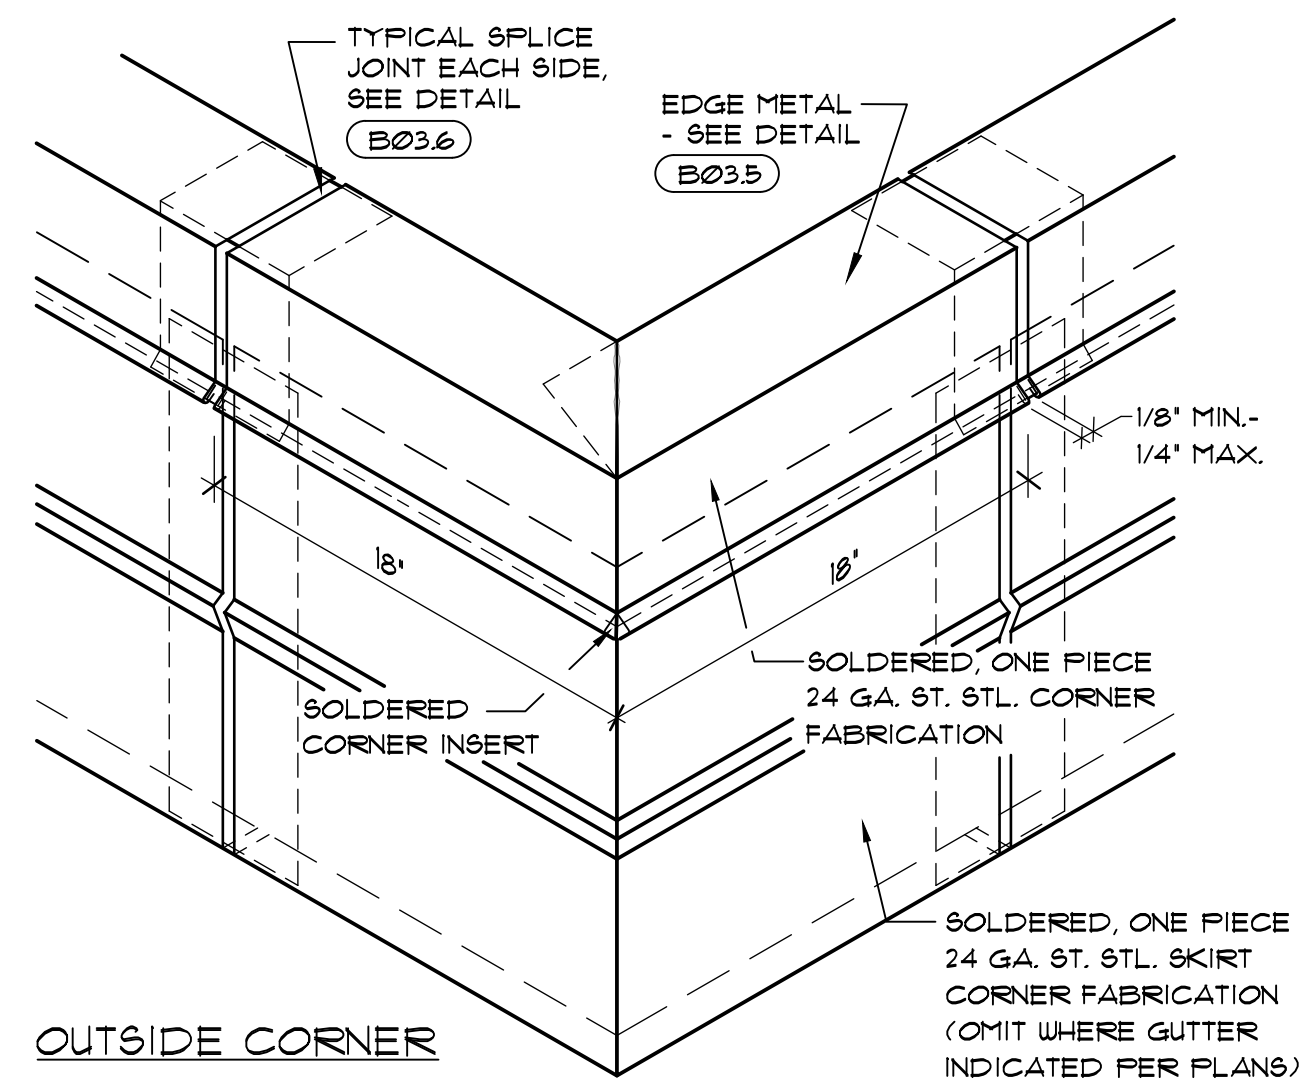 TYPICAL SPLICE
JOINT EACH SIDE,
SEE DETAIL
BØ3.6
EDGE METAL
- SEE DETAIL
BØ3.5
1/8" MIN.-
1/4" MAX.
18"
18"
SOLDERED, ONE PIECE
24 GA. ST. STL. CORNER
FABRICATION
SOLDERED
CORNER INSERT
SOLDERED, ONE PIECE
24 GA. ST. STL. SKIRT
CORNER FABRICATION
(OMIT WHERE GUTTER
INDICATED PER PLANS)
OUTSIDE CORNER